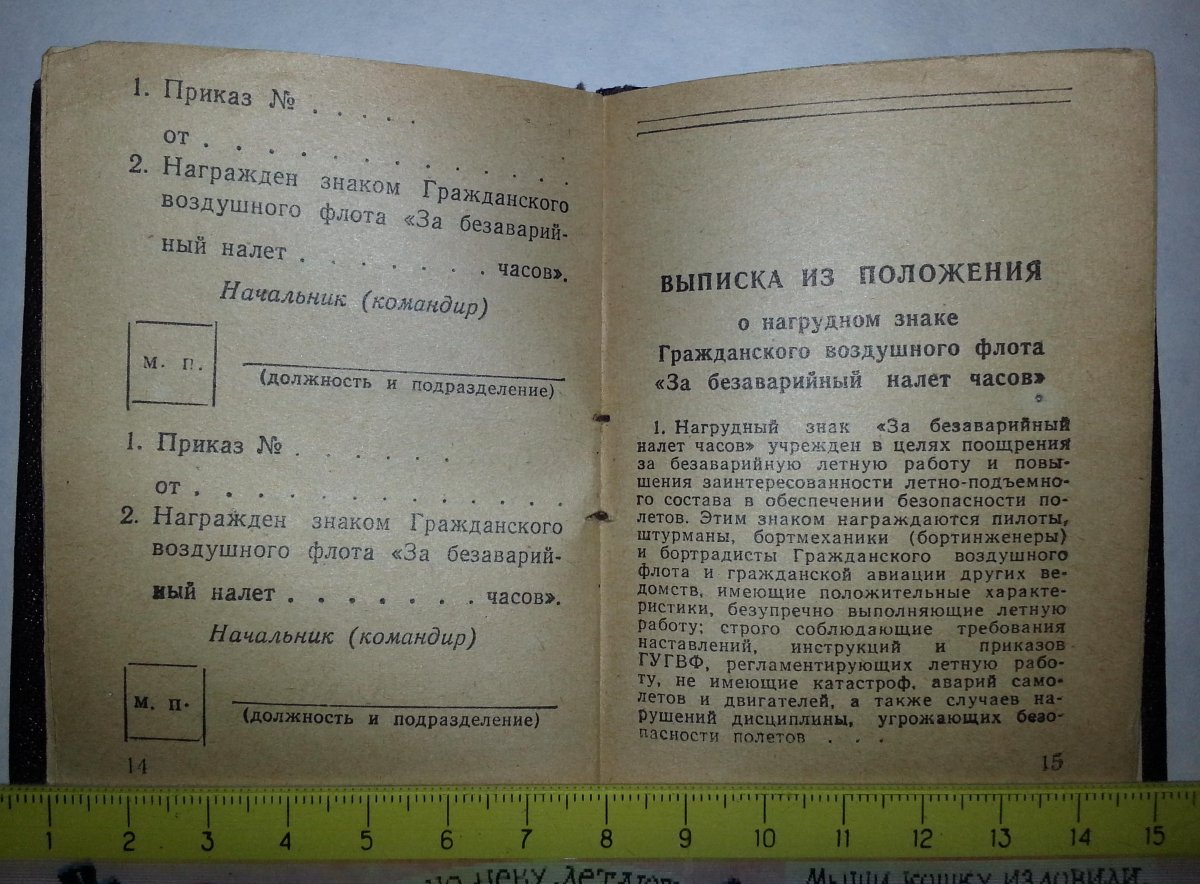 1. Приказ № . . . . .
от . . . . . . . . . . . . .
2. Награжден знаком Гражданского
воздушного флота «За безаварий-
ный налет . . . . . . . часов».
Начальник (командир)
М. П.
(должность и подразделение)
1. Приказ № . . . . .
от . . . . . . . . . . . . .
2. Награжден знаком Гражданского
воздушного флота «За безаварий-
ный налет . . . . . . . часов».
Начальник (командир)
М. П.
(должность и подразделение)
14
ВЫПИСКА ИЗ ПОЛОЖЕНИЯ
о нагрудном знаке
Гражданского воздушного флота
«За безаварийный налет часов»
1. Нагрудный знак «За безаварийный
налет часов» учрежден в целях поощрения
за безаварийную летную работу и повы-
шения заинтересованности летно-подъемно-
го состава в обеспечении безопасности по-
летов. Этим знаком награждаются пилоты,
штурманы, бортмеханики (бортинженеры)
и бортрадисты Гражданского воздушного
флота и гражданской авиации других ве-
домств, имеющие положительные характе-
ристики, безупречно выполняющие летную
работу; строго соблюдающие требования
наставлений, инструкций и приказов
ГУГВФ, регламентирующих летную рабо-
ту, не имеющие катастроф, аварий само-
летов и двигателей, а также случаев на-
рушений дисциплины, угрожающих безо-
пасности полетов . . .
15
1 2 3 4 5 6 7 8 9 10 11 12 13 14 15
Мыши кошку изловили